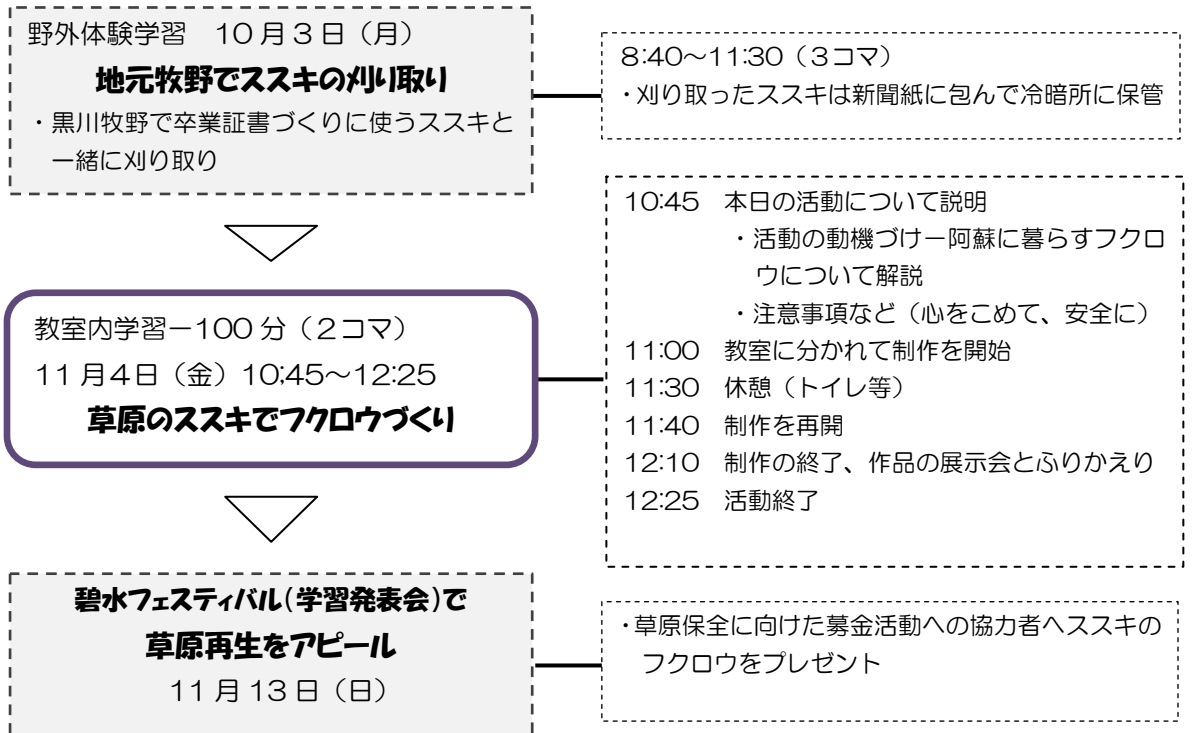 野外体験学習　10月3日（月）
地元牧野でススキの刈り取り
・黒川牧野で卒業証書づくりに使うススキと
一緒に刈り取り
8:40～11:30（3コマ）
・刈り取ったススキは新聞紙に包んで冷暗所に保管
教室内学習－100分（2コマ）
11月4日（金）10;45～12:25
草原のススキでフクロウづくり
10:45　本日の活動について説明
・活動の動機づけ－阿蘇に暮らすフクロ
ウについて解説
・注意事項など（心をこめて、安全に）
11:00　教室に分かれて制作を開始
11:30　休憩（トイレ等）
11:40　制作を再開
12:10　制作の終了、作品の展示会とふりかえり
12:25　活動終了
碧水フェスティバル(学習発表会)で
草原再生をアピール
11月13日（日）
・草原保全に向けた募金活動への協力者へススキの
フクロウをプレゼント